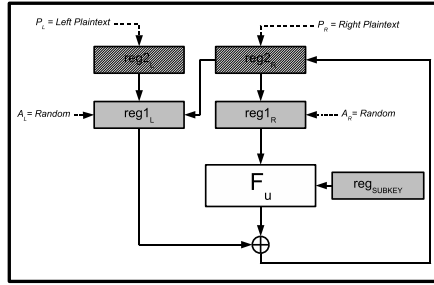 P_L = Left Plaintext
P_R = Right Plaintext
reg2_L
reg2_R
A_L = Random
reg1_L
reg1_R
A_R = Random
F_u
reg_SUBKEY